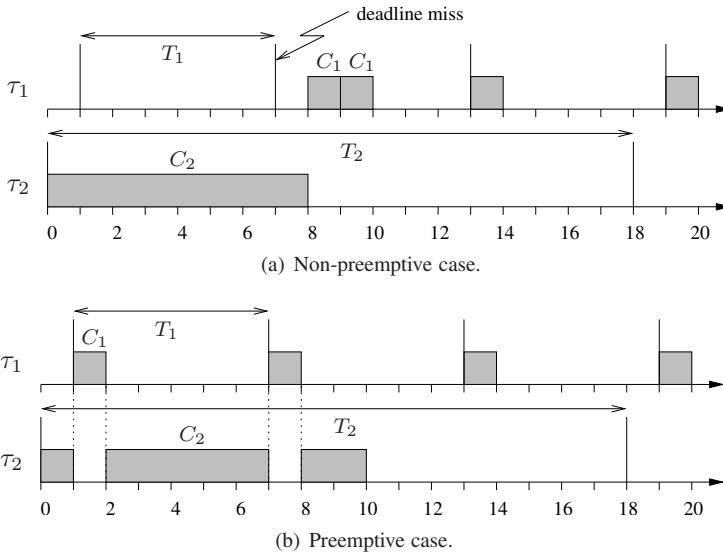 deadline miss
T₁
C₁ C₁
τ₁
T₂
C₂
τ₂
0 2 4 6 8 10 12 14 16 18 20
(a) Non-preemptive case.
T₁
C₁
τ₁
C₂ T₂
τ₂
0 2 4 6 8 10 12 14 16 18 20
(b) Preemptive case.